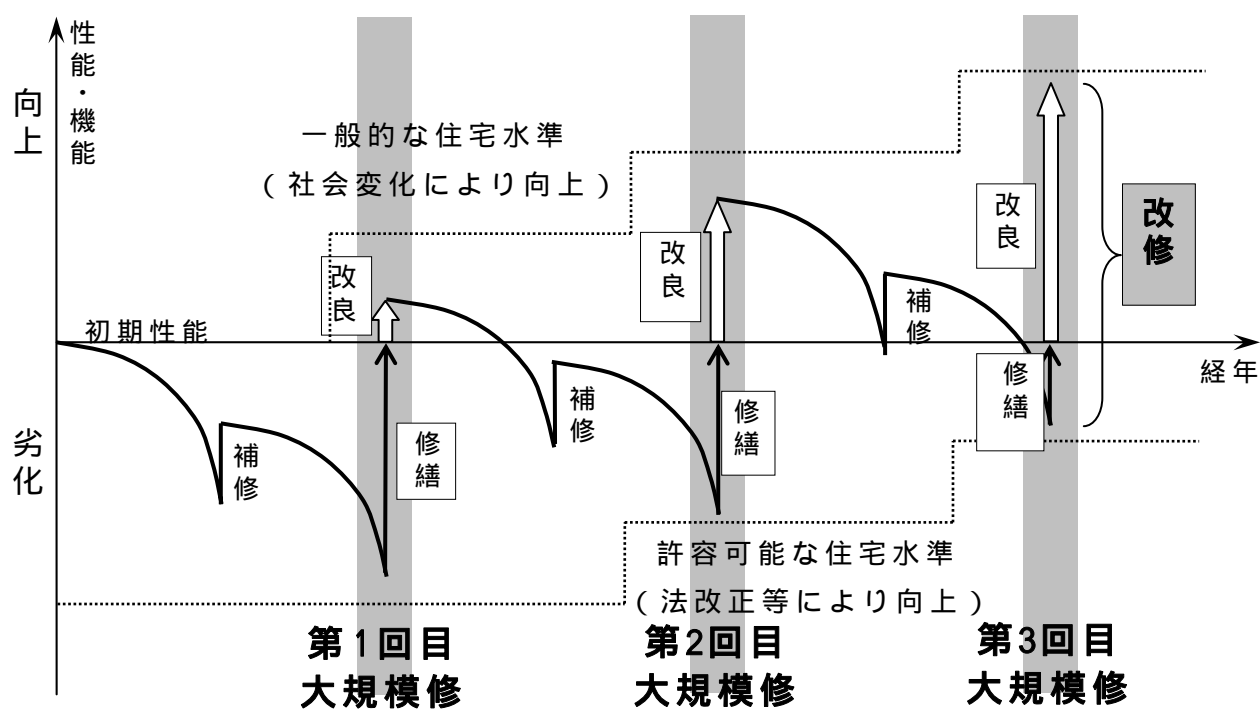 性能・機能
向上
一般的な住宅水準
（社会変化により向上）
改良
改良
改良
改修
初期性能
補修
修繕
補修
修繕
補修
修繕
経年
劣化
許容可能な住宅水準
（法改正等により向上）
第1回目
大規模修
第2回目
大規模修
第3回目
大規模修